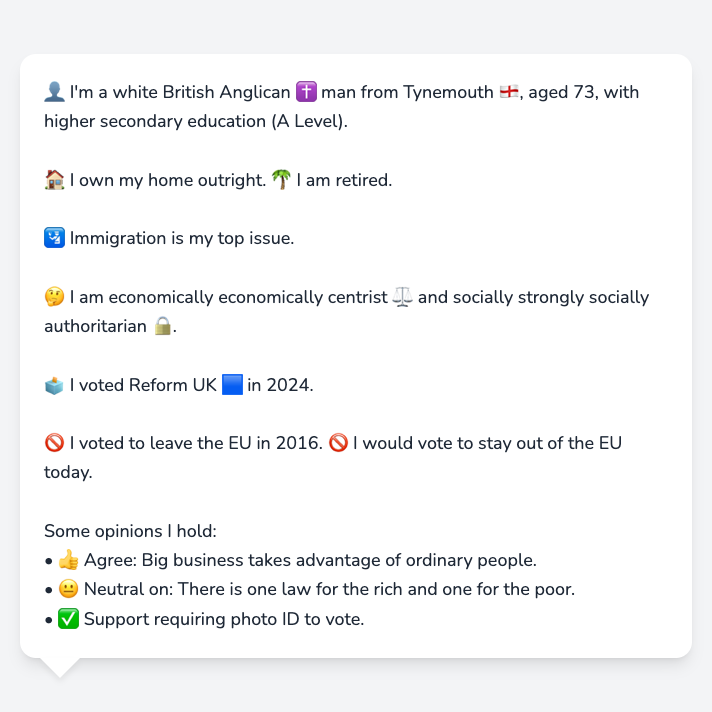 👤 I'm a white British Anglican ✝️ man from Tynemouth 🏴󠁧󠁢󠁥󠁮󠁧󠁿, aged 73, with
higher secondary education (A Level).
🏠 I own my home outright. 🌴 I am retired.
🛂 Immigration is my top issue.
🤔 I am economically economically centrist ⚖️ and socially strongly socially
authoritarian 🔒.
🗳️ I voted Reform UK 🟦 in 2024.
🚫 I voted to leave the EU in 2016. 🚫 I would vote to stay out of the EU
today.
Some opinions I hold:
• 👍 Agree: Big business takes advantage of ordinary people.
• 😐 Neutral on: There is one law for the rich and one for the poor.
• ✅ Support requiring photo ID to vote.